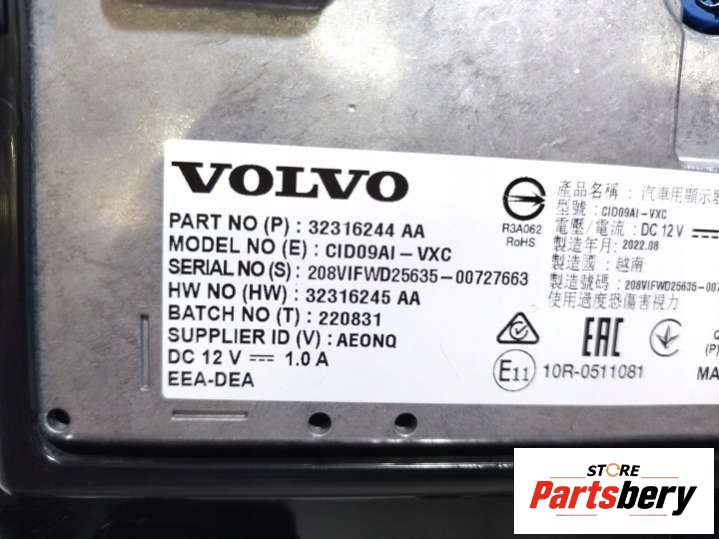 VOLVO
PART NO (P) : 32316244 AA
MODEL NO (E) : CID09AI-VXC
SERIAL NO (S) : 208VIFWD25635-00727663
HW NO (HW) : 32316245 AA
BATCH NO (T) : 220831
SUPPLIER ID (V) : AEONQ
DC 12 V ⎓ 1.0 A
EEA-DEA
R3A062
RoHS
產品名稱：汽車用顯示器
型號：CID09AI-VXC
電壓/電流：DC 12 V ⎓
製造年月：2022.08
製造國：越南
製造號碼：208VIFWD25635-007
使用過度恐傷害視力
EAC
E11
10R-0511081
(P)
MA
STORE
Partsbery